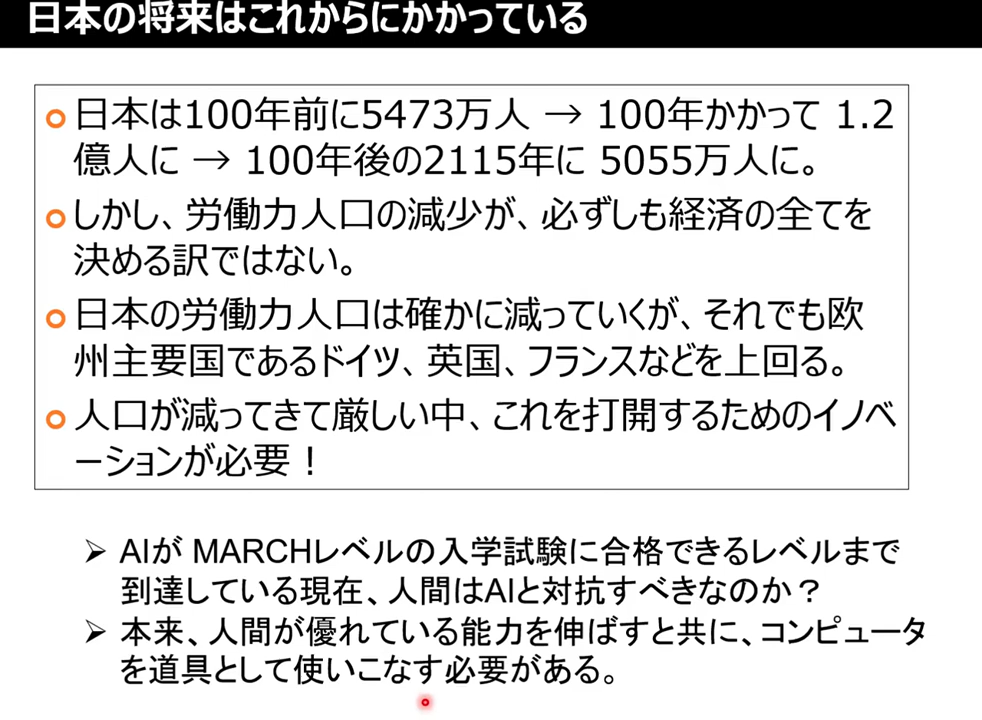 日本の将来はこれからにかかっている
日本は100年前に5473万人 → 100年かかって 1.2
億人に → 100年後の2115年に 5055万人に。
しかし、労働力人口の減少が、必ずしも経済の全てを
決める訳ではない。
日本の労働力人口は確かに減っていくが、それでも欧
州主要国であるドイツ、英国、フランスなどを上回る。
人口が減ってきて厳しい中、これを打開するためのイノベ
ーションが必要！
➢ AIが MARCHレベルの入学試験に合格できるレベルまで
到達している現在、人間はAIと対抗すべきなのか？
➢ 本来、人間が優れている能力を伸ばすと共に、コンピュータ
を道具として使いこなす必要がある。